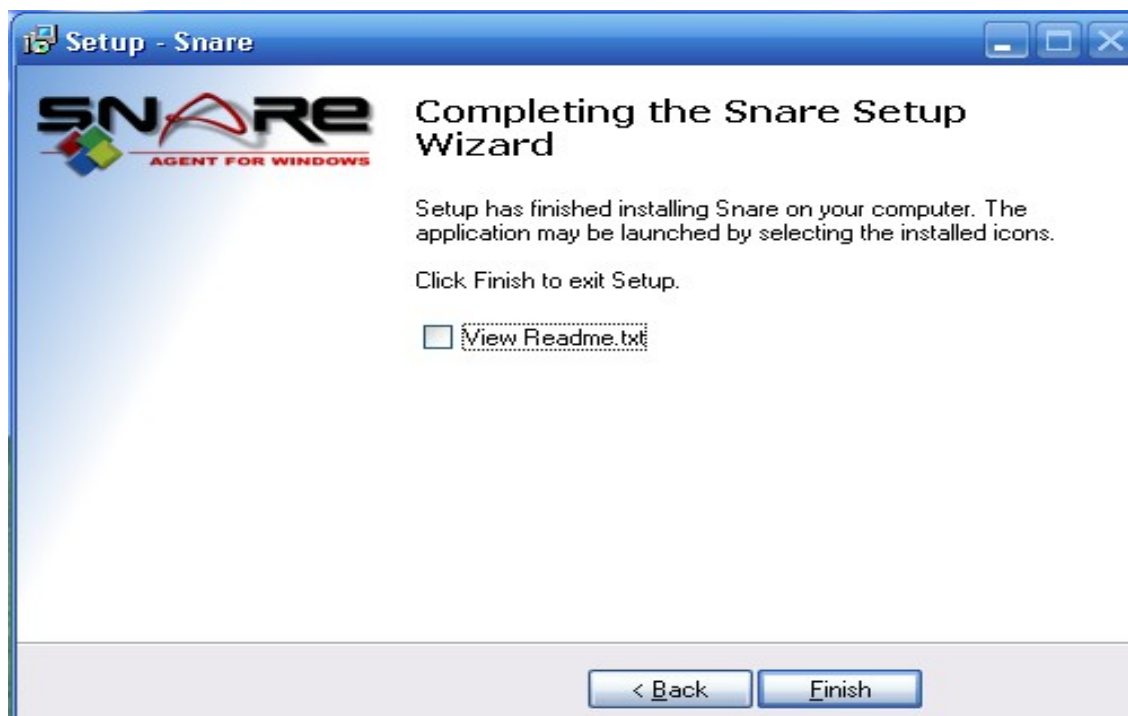 Setup - Snare
SNARE
AGENT FOR WINDOWS
Completing the Snare Setup
Wizard
Setup has finished installing Snare on your computer. The
application may be launched by selecting the installed icons.
Click Finish to exit Setup.
View Readme.txt
< Back
Finish